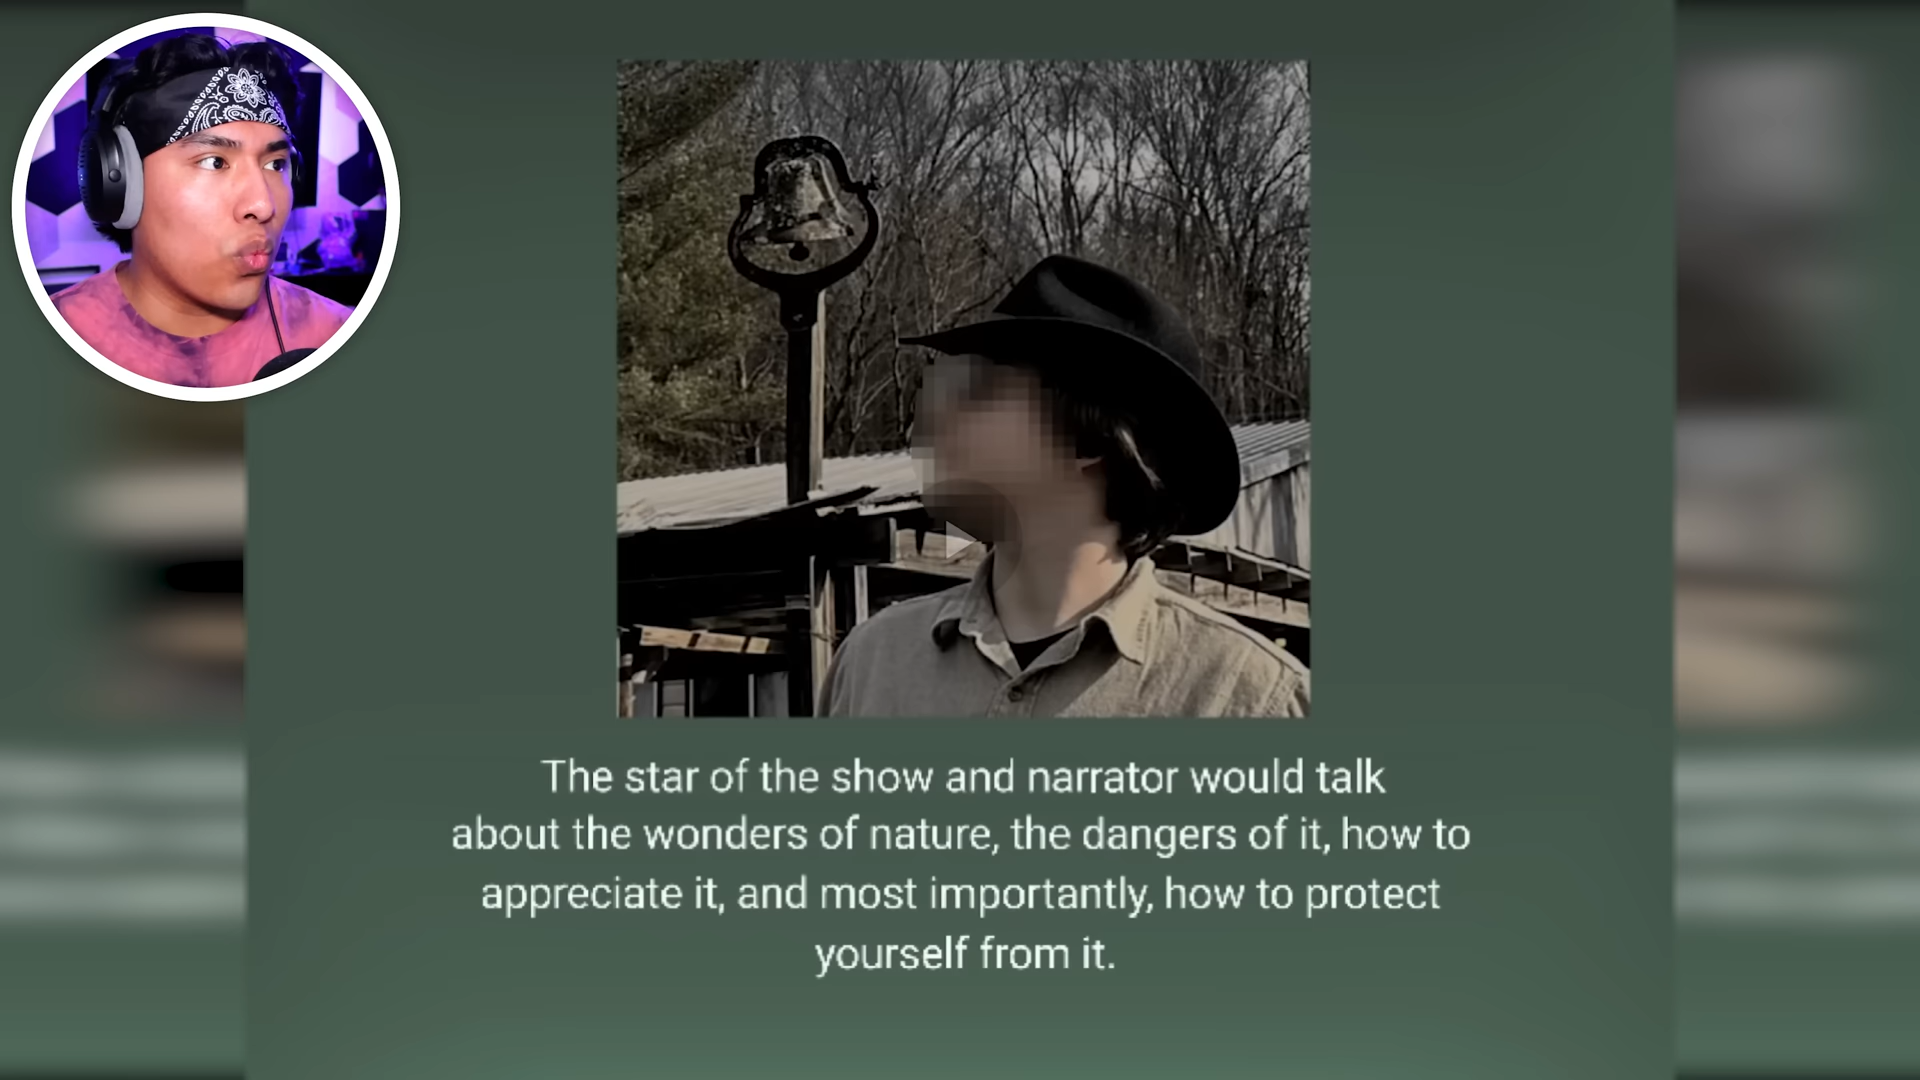 The star of the show and narrator would talk
about the wonders of nature, the dangers of it, how to
appreciate it, and most importantly, how to protect
yourself from it.